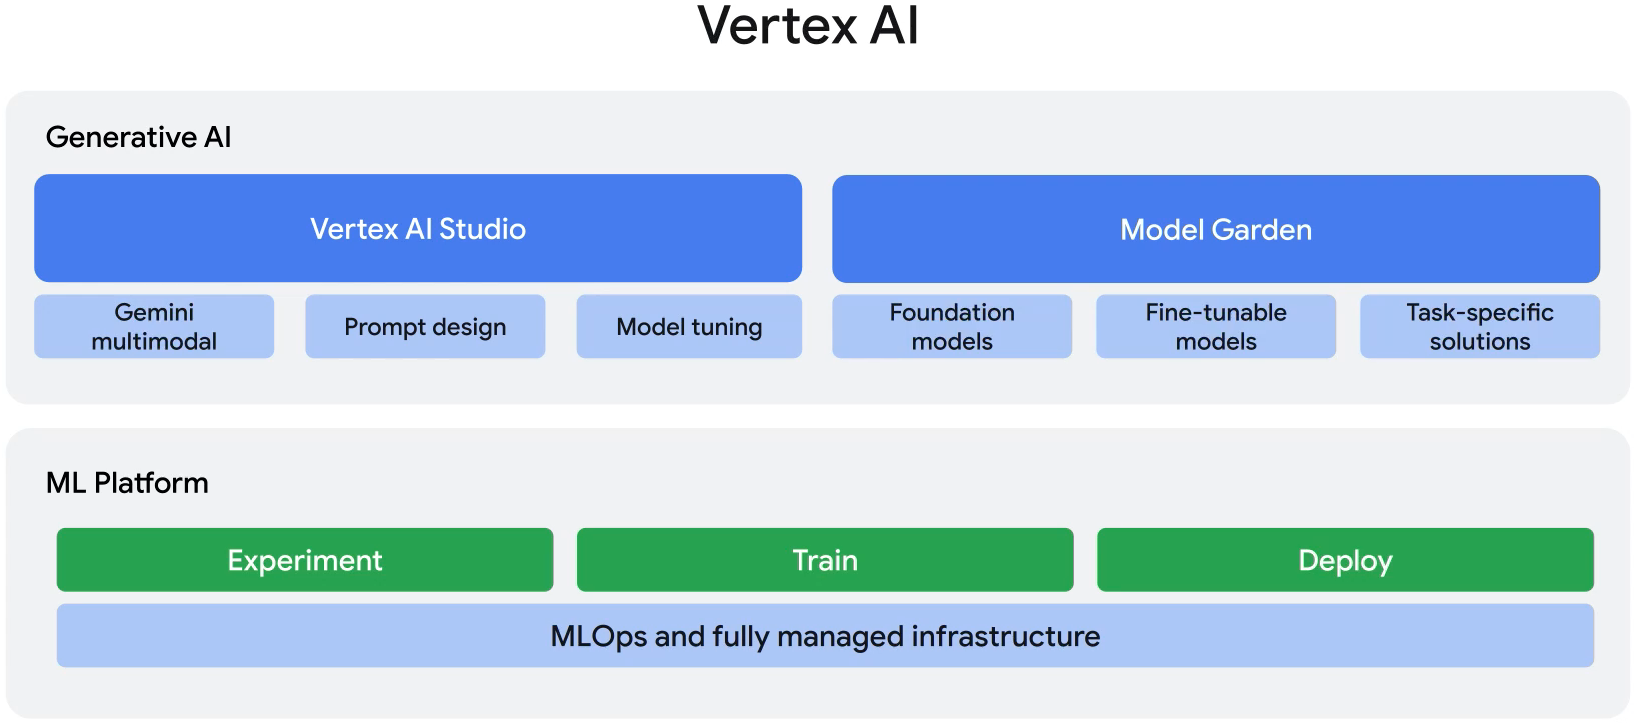 Vertex AI
Generative AI
Vertex AI Studio
Gemini
multimodal
Prompt design
Model tuning
Model Garden
Foundation
models
Fine-tunable
models
Task-specific
solutions
ML Platform
Experiment
Train
Deploy
MLOps and fully managed infrastructure